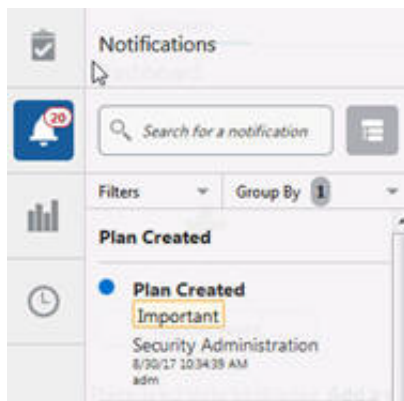 Notifications
20
Search for a notification
Filters
Group By 1
Plan Created
Plan Created
Important
Security Administration
8/30/17 10:34:39 AM
adm